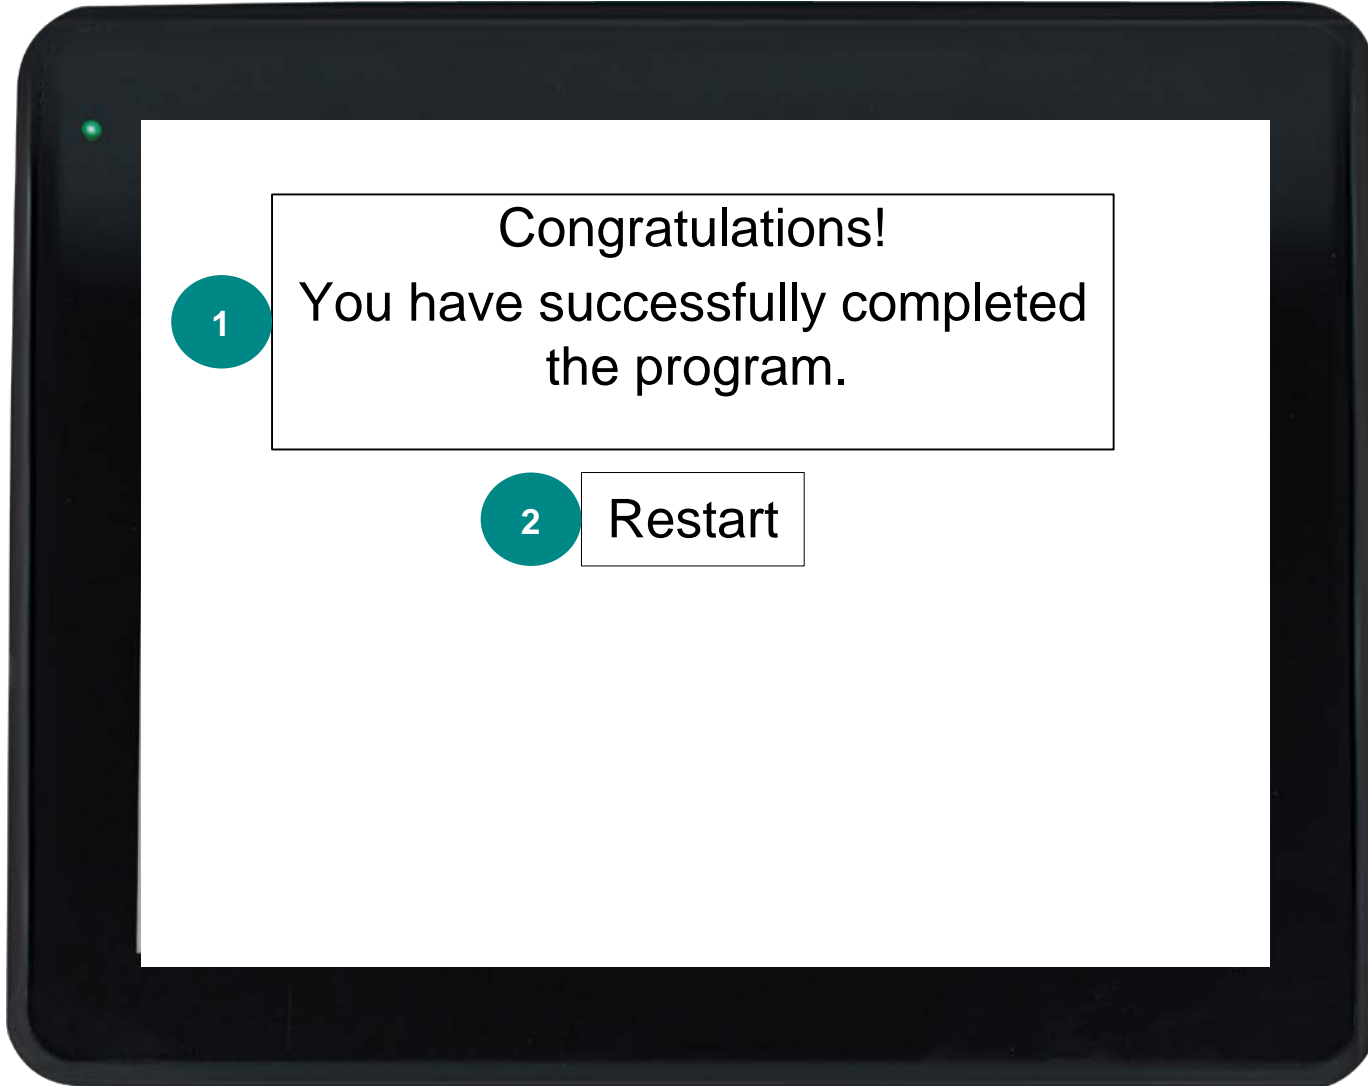 Congratulations!
1
You have successfully completed
the program.
2
Restart